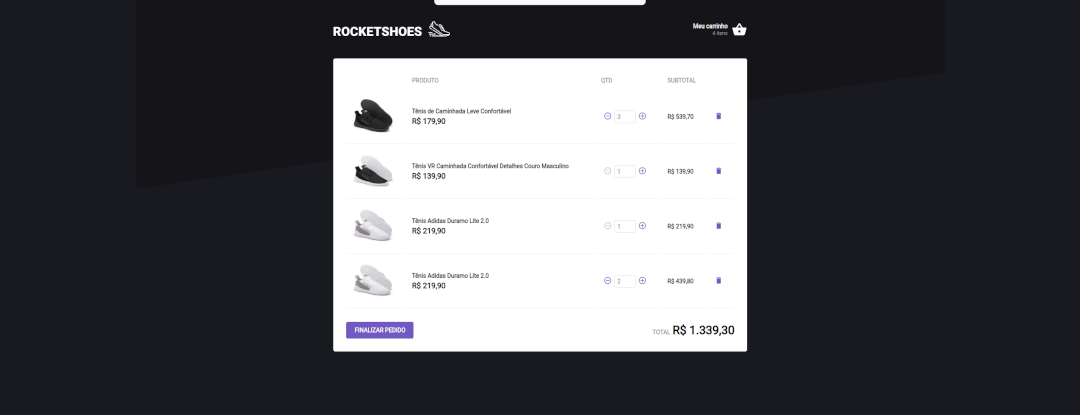 ROCKETSHOES
Meu carrinho
4 itens
PRODUTO QTD SUBTOTAL
Tênis de Caminhada Leve Confortável
R$ 179,90
3
R$ 539,70
Tênis VR Caminhada Confortável Detalhes Couro Masculino
R$ 139,90
1
R$ 139,90
Tênis Adidas Duramo Lite 2.0
R$ 219,90
1
R$ 219,90
Tênis Adidas Duramo Lite 2.0
R$ 219,90
2
R$ 439,80
FINALIZAR PEDIDO
TOTAL R$ 1.339,30